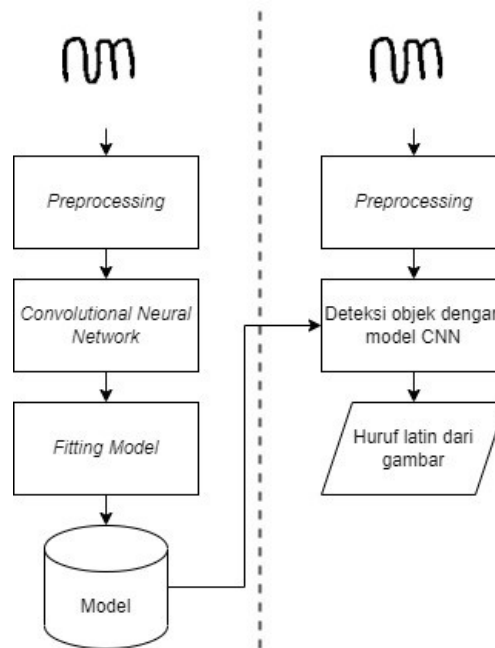 Preprocessing
Convolutional Neural
Network
Fitting Model
Model
Preprocessing
Deteksi objek dengan
model CNN
Huruf latin dari
gambar